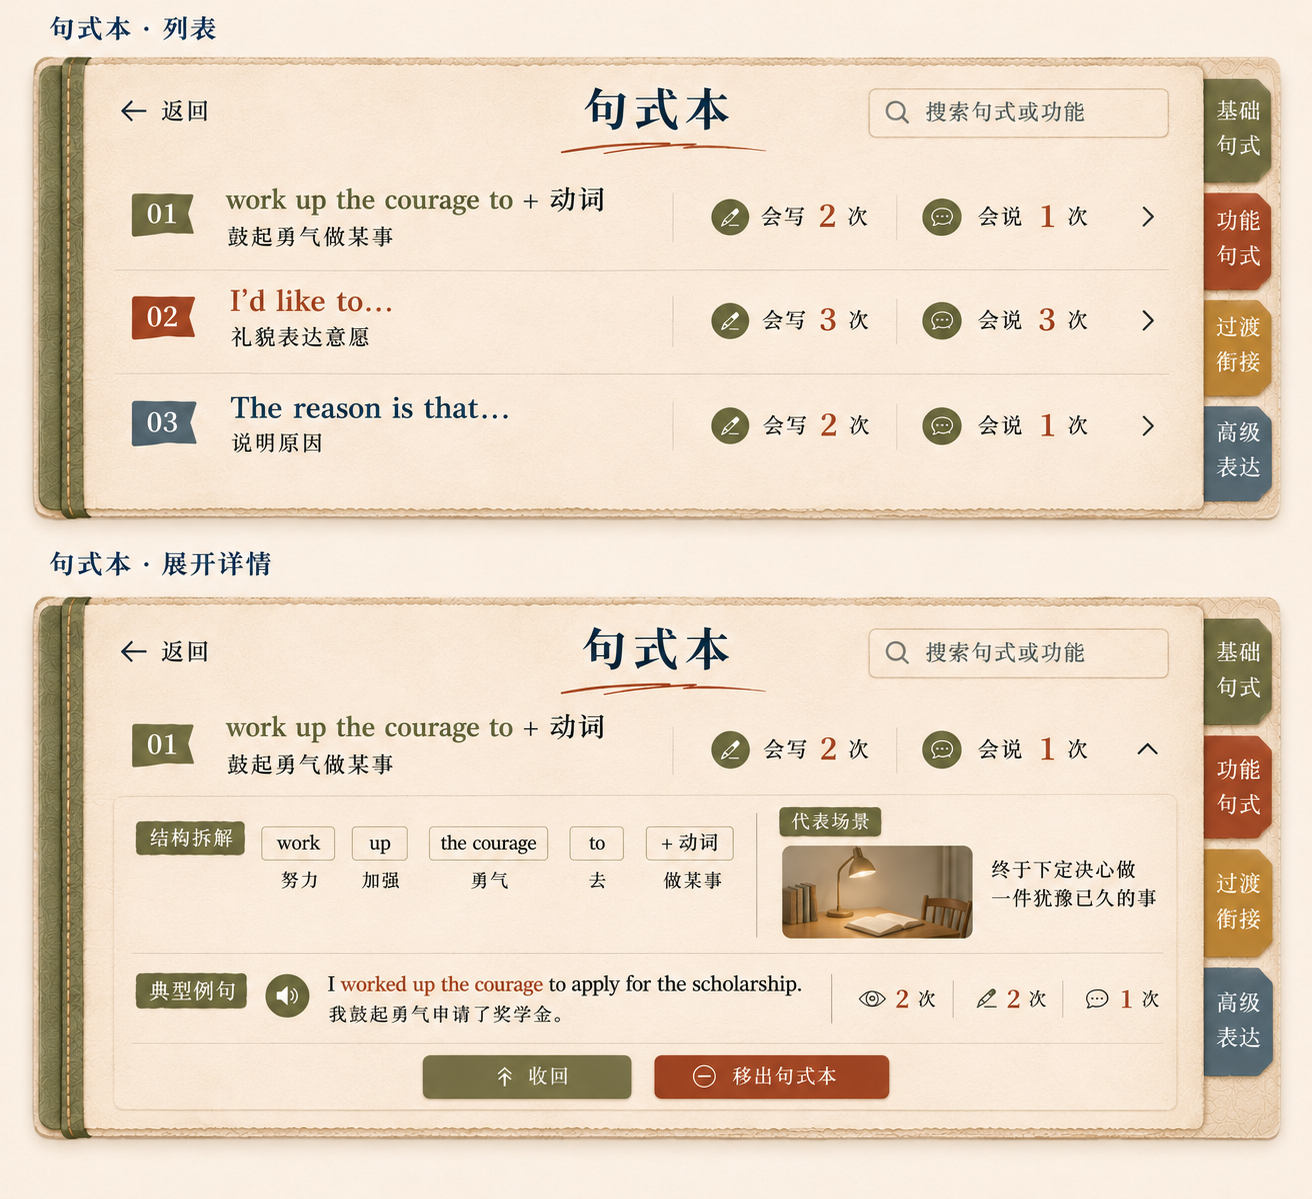 句式本 · 列表
← 返回
句式本
搜索句式或功能
01
work up the courage to + 动词
鼓起勇气做某事
会写 2 次
会说 1 次
02
I’d like to…
礼貌表达意愿
会写 3 次
会说 3 次
03
The reason is that…
说明原因
会写 2 次
会说 1 次
基础
句式
功能
句式
过渡
衔接
高级
表达
句式本 · 展开详情
← 返回
句式本
搜索句式或功能
01
work up the courage to + 动词
鼓起勇气做某事
会写 2 次
会说 1 次
结构拆解
work
up
the courage
to
+ 动词
努力
加强
勇气
去
做某事
代表场景
终于下定决心做
一件犹豫已久的事
典型例句
I worked up the courage to apply for the scholarship.
我鼓起勇气申请了奖学金。
2 次
2 次
1 次
收回
移出句式本
基础
句式
功能
句式
过渡
衔接
高级
表达